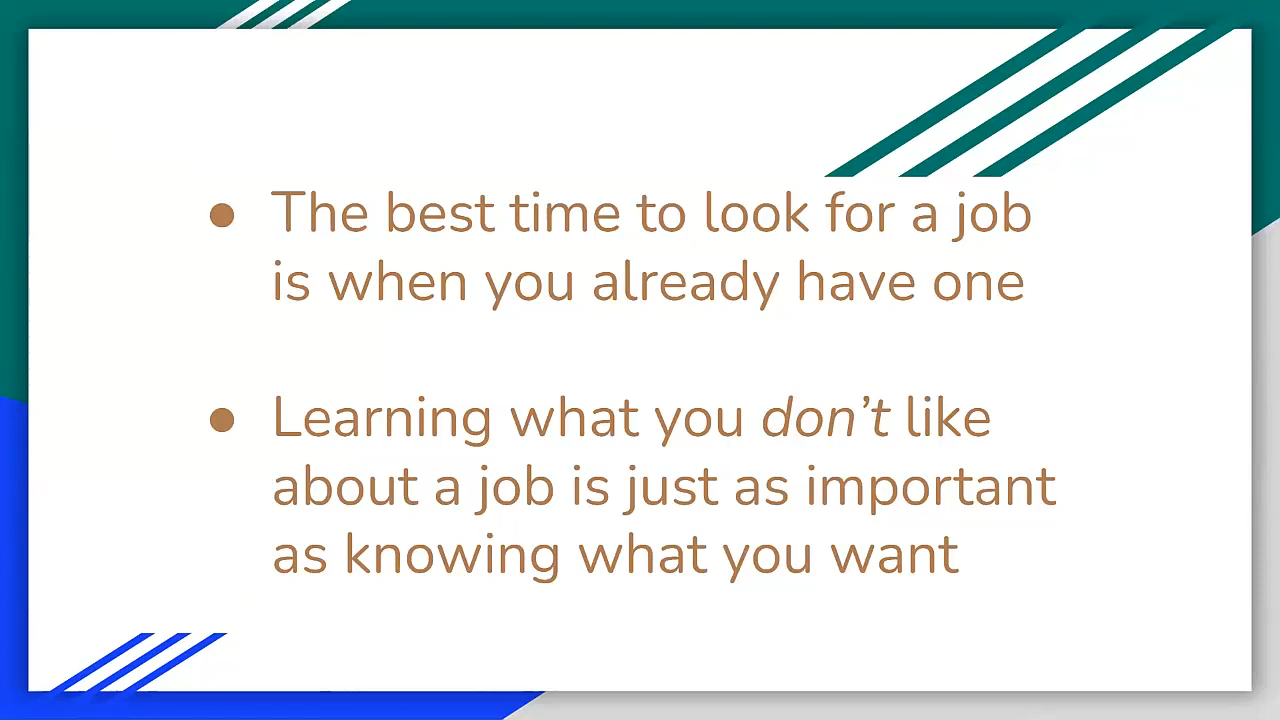 ● The best time to look for a job
is when you already have one
● Learning what you don’t like
about a job is just as important
as knowing what you want